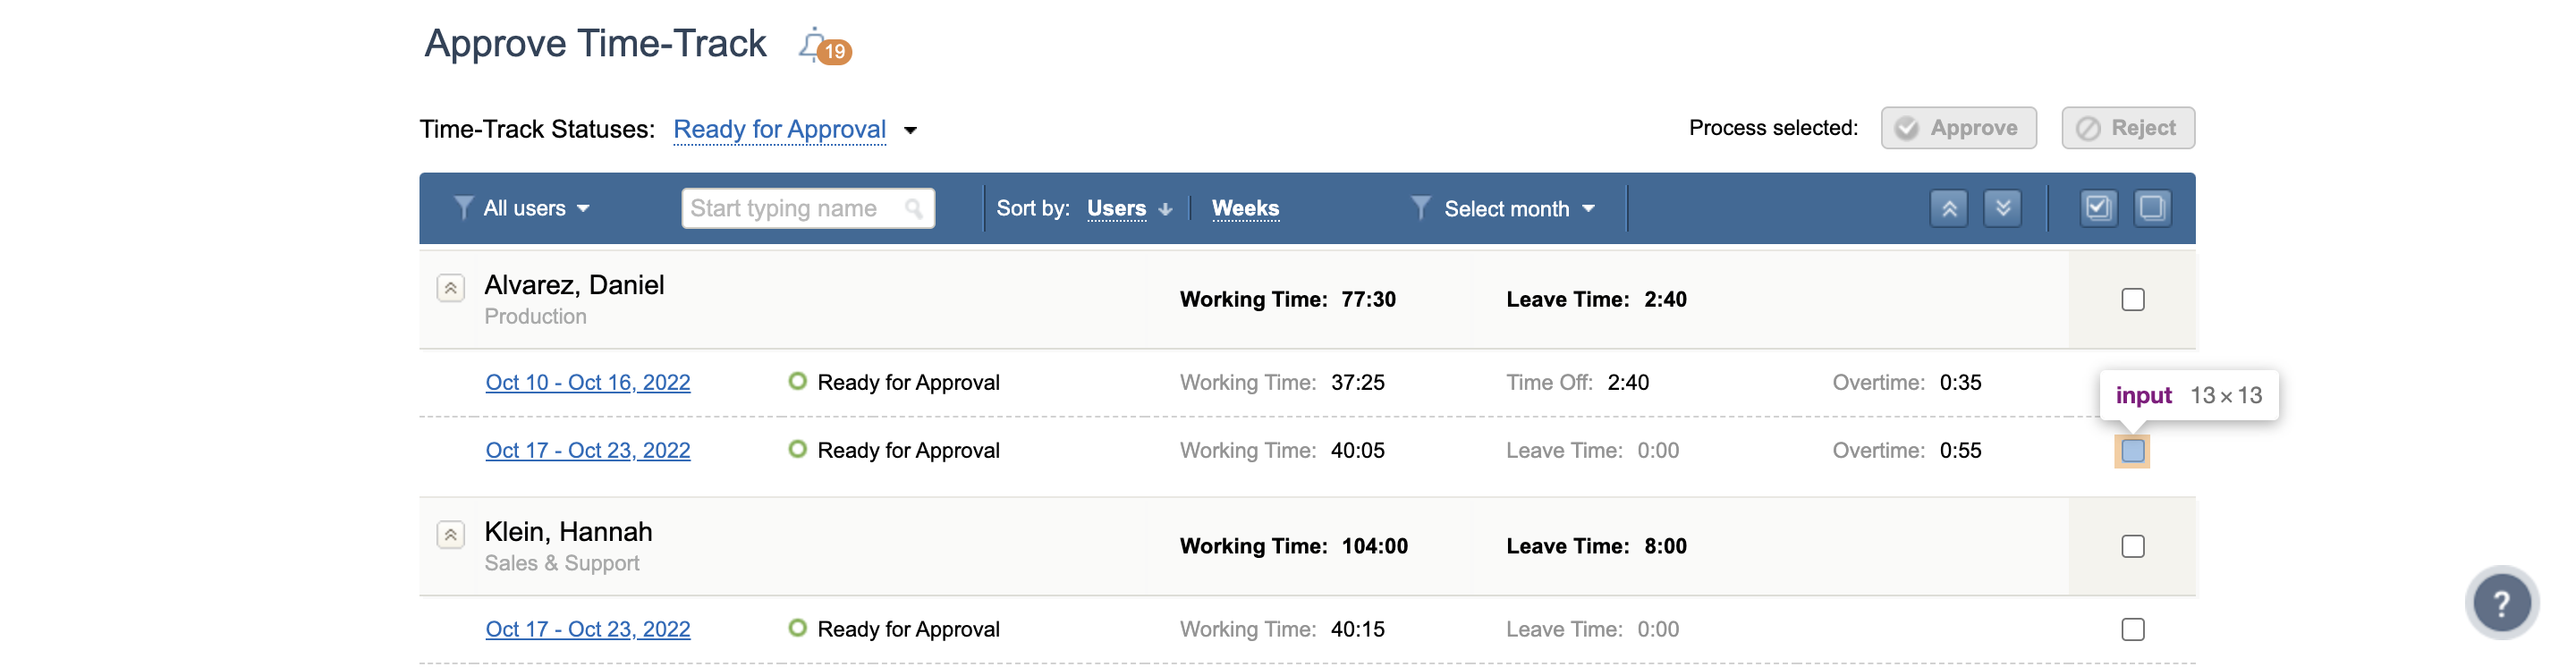 Approve Time-Track 19
Time-Track Statuses: Ready for Approval Process selected: Approve Reject
All users Start typing name Sort by: Users Weeks Select month
Alvarez, Daniel
Production
Working Time: 77:30 Leave Time: 2:40
Oct 10 - Oct 16, 2022 Ready for Approval Working Time: 37:25 Time Off: 2:40 Overtime: 0:35
input 13 × 13
Oct 17 - Oct 23, 2022 Ready for Approval Working Time: 40:05 Leave Time: 0:00 Overtime: 0:55
Klein, Hannah
Sales & Support
Working Time: 104:00 Leave Time: 8:00
Oct 17 - Oct 23, 2022 Ready for Approval Working Time: 40:15 Leave Time: 0:00
?